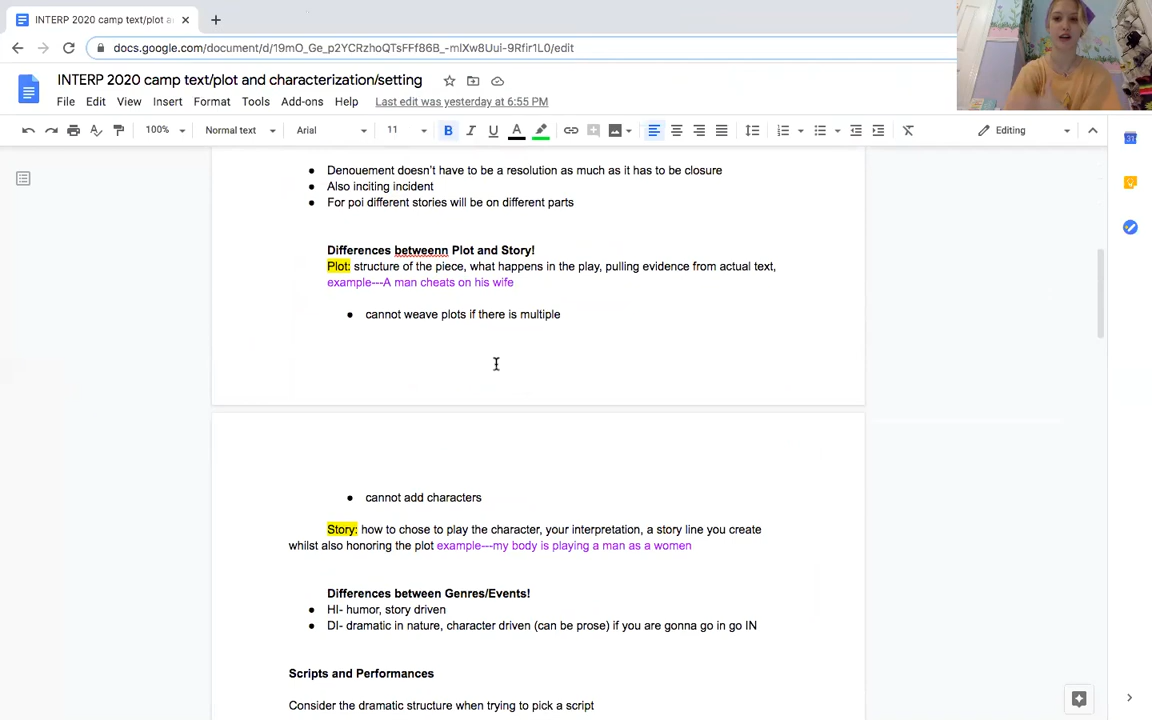 INTERP 2020 camp text/plot a
docs.google.com/document/d/19mO_Ge_p2YCRzhoQTsFFf86B_-mIXw8Uui-9Rfir1L0/edit
INTERP 2020 camp text/plot and characterization/setting
File Edit View Insert Format Tools Add-ons Help Last edit was yesterday at 6:55 PM
100% Normal text Arial 11 B I U A Editing
● Denouement doesn't have to be a resolution as much as it has to be closure
● Also inciting incident
● For poi different stories will be on different parts
Differences betweenn Plot and Story!
Plot: structure of the piece, what happens in the play, pulling evidence from actual text,
example---A man cheats on his wife
● cannot weave plots if there is multiple
● cannot add characters
Story: how to chose to play the character, your interpretation, a story line you create
whilst also honoring the plot example---my body is playing a man as a women
Differences between Genres/Events!
● HI- humor, story driven
● DI- dramatic in nature, character driven (can be prose) if you are gonna go in go IN
Scripts and Performances
Consider the dramatic structure when trying to pick a script